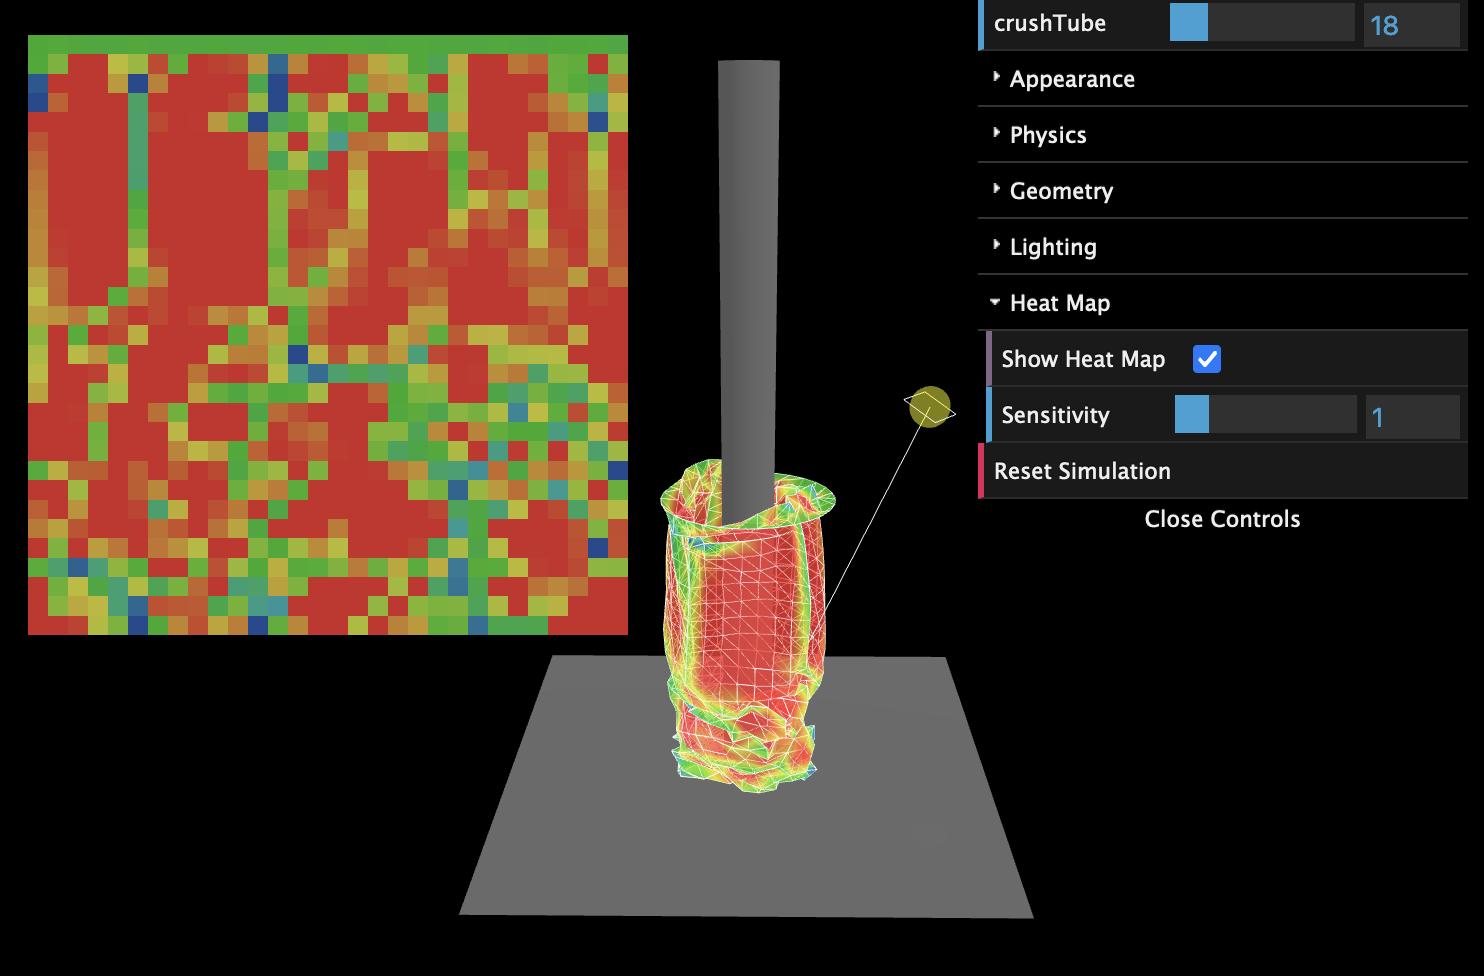 crushTube 18
Appearance
Physics
Geometry
Lighting
Heat Map
Show Heat Map
Sensitivity 1
Reset Simulation
Close Controls